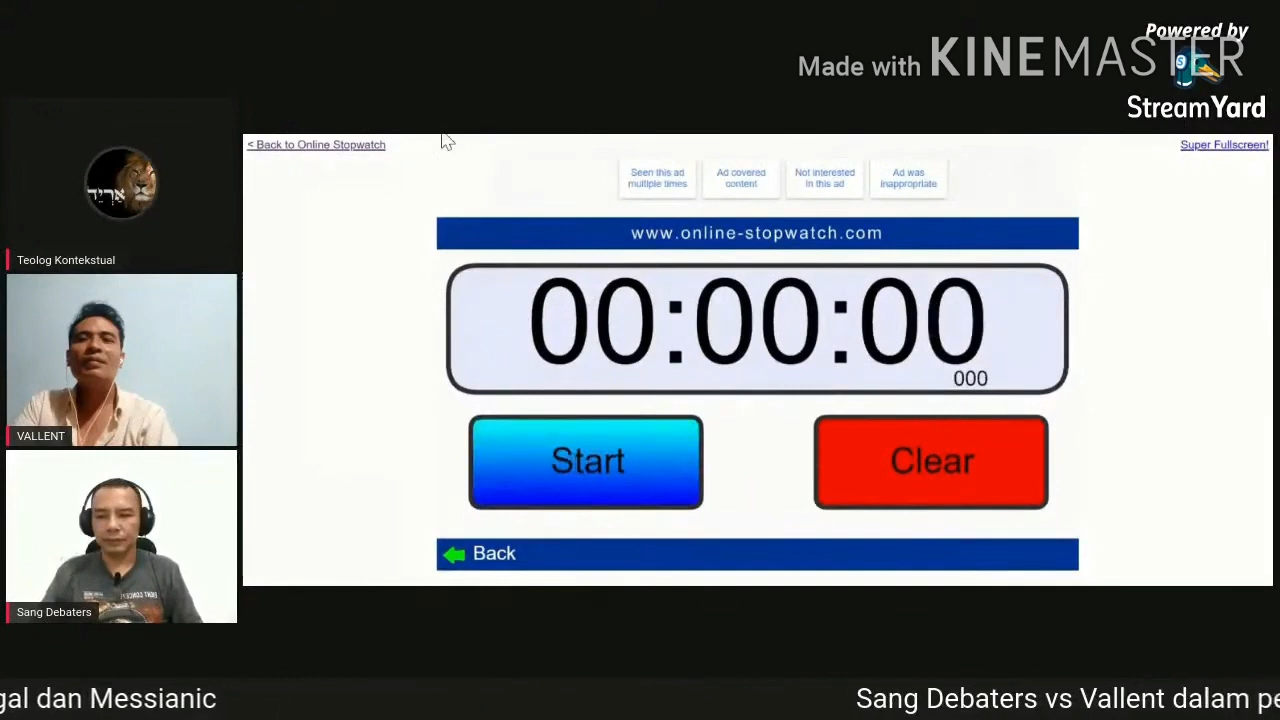 Powered by
Made with KINEMASTER
StreamYard
< Back to Online Stopwatch
Super Fullscreen!
Seen this ad multiple times
Ad covered content
Not interested in this ad
Ad was inappropriate
www.online-stopwatch.com
00:00:00
000
Start
Clear
Back
אריה
Teolog Kontekstual
VALLENT
Sang Debaters
gal dan Messianic
Sang Debaters vs Vallent dalam pe